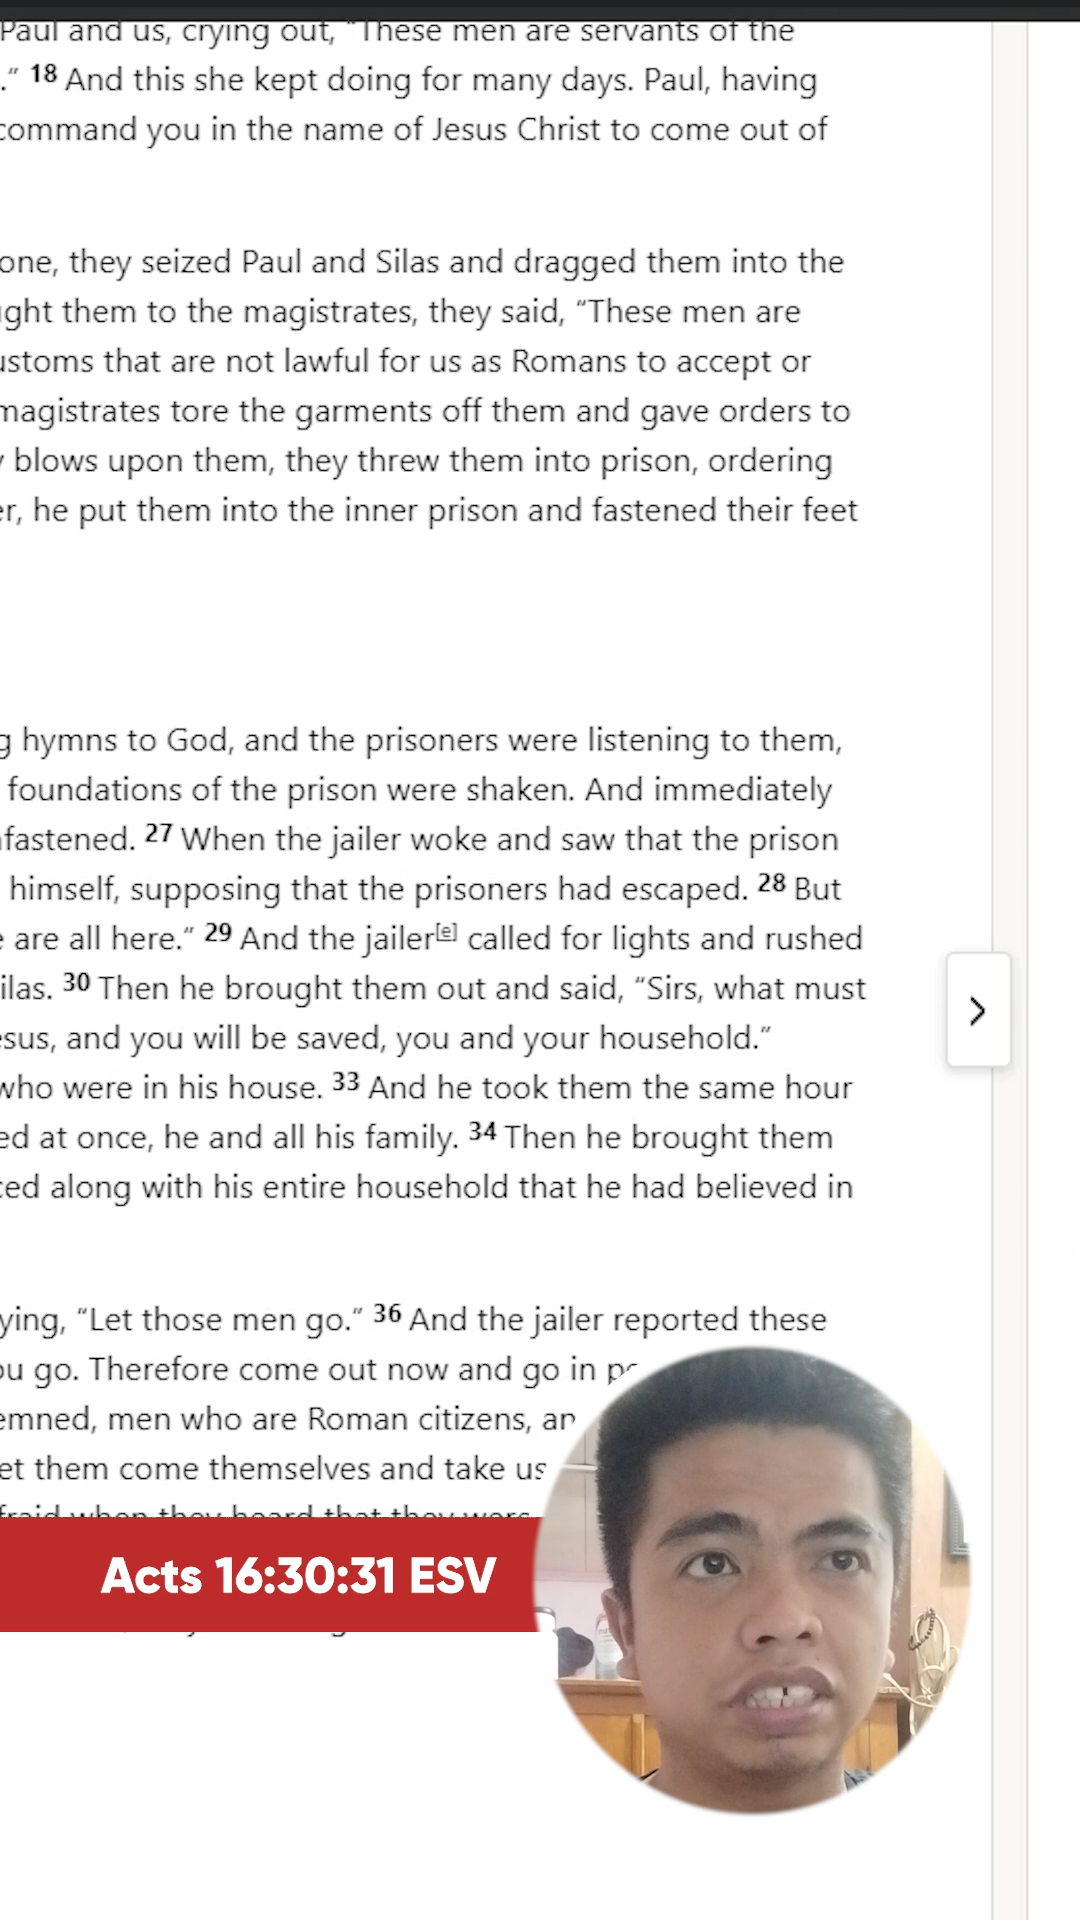 Paul and us, crying out, “These men are servants of the
.” 18 And this she kept doing for many days. Paul, having
command you in the name of Jesus Christ to come out of
one, they seized Paul and Silas and dragged them into the
ght them to the magistrates, they said, “These men are
ustoms that are not lawful for us as Romans to accept or
magistrates tore the garments off them and gave orders to
blows upon them, they threw them into prison, ordering
er, he put them into the inner prison and fastened their feet
g hymns to God, and the prisoners were listening to them,
foundations of the prison were shaken. And immediately
fastened. 27 When the jailer woke and saw that the prison
himself, supposing that the prisoners had escaped. 28 But
e are all here.” 29 And the jailer[e] called for lights and rushed
ilas. 30 Then he brought them out and said, “Sirs, what must
esus, and you will be saved, you and your household.”
who were in his house. 33 And he took them the same hour
ed at once, he and all his family. 34 Then he brought them
ced along with his entire household that he had believed in
ying, “Let those men go.” 36 And the jailer reported these
ou go. Therefore come out now and go in
emned, men who are Roman citizens, an
et them come themselves and take us
fraid when they heard that they were
Acts 16:30:31 ESV